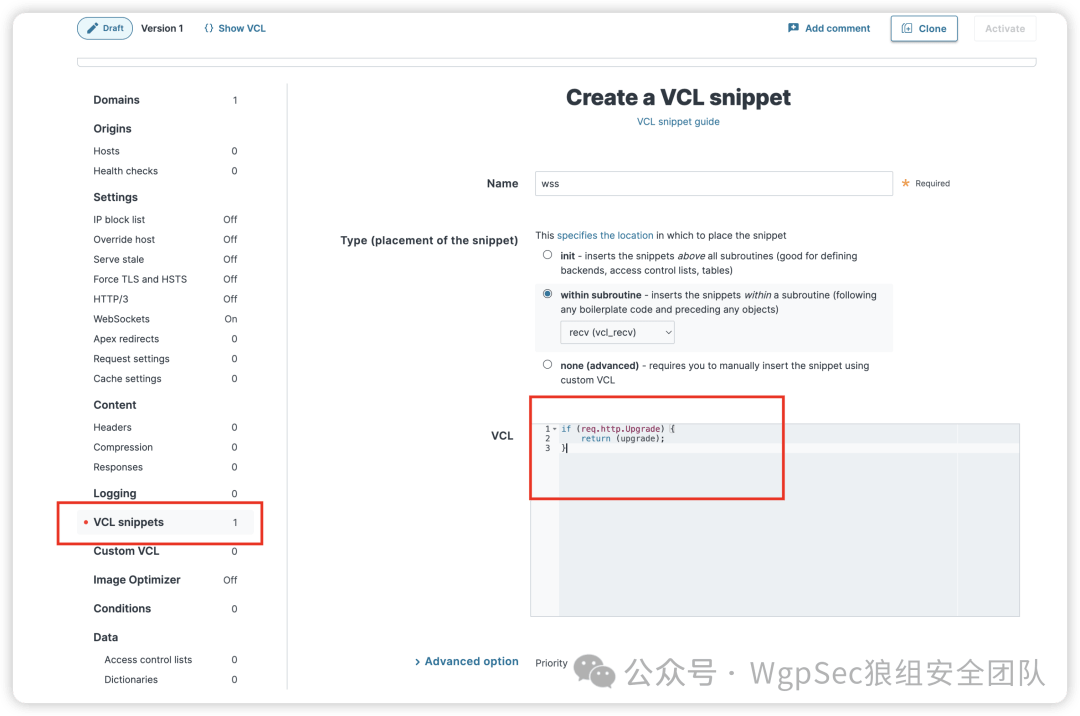 Draft Version 1 {} Show VCL Add comment Clone Activate
Domains 1
Origins
Hosts 0
Health checks 0
Settings
IP block list Off
Override host Off
Serve stale Off
Force TLS and HSTS Off
HTTP/3 Off
WebSockets On
Apex redirects 0
Request settings 0
Cache settings 0
Content
Headers 0
Compression 0
Responses 0
Logging 0
VCL snippets 1
Custom VCL 0
Image Optimizer Off
Conditions 0
Data
Access control lists 0
Dictionaries 0
Create a VCL snippet
VCL snippet guide
Name wss * Required
Type (placement of the snippet) This specifies the location in which to place the snippet
init - inserts the snippets above all subroutines (good for defining
backends, access control lists, tables)
within subroutine - inserts the snippets within a subroutine (following
any boilerplate code and preceding any objects)
recv (vcl_recv)
none (advanced) - requires you to manually insert the snippet using
custom VCL
VCL
1 if (req.http.Upgrade) {
2 return (upgrade);
3 }
Advanced option Priority
公众号 · WgpSec狼组安全团队